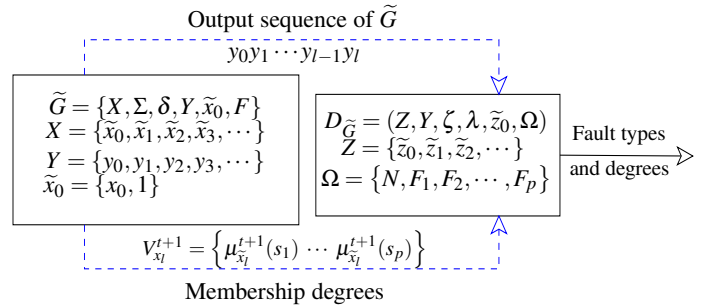 Output sequence of G̃
y₀y₁⋯y_{l−1}y_l
G̃ = {X, Σ, δ, Y, x̃₀, F}
X = {x̃₀, x̃₁, x̃₂, x̃₃, ⋯}
Y = {y₀, y₁, y₂, y₃, ⋯}
x̃₀ = {x₀, 1}
D_{G̃} = (Z, Y, ζ, λ, z̃₀, Ω)
Z = {z̃₀, z̃₁, z̃₂, ⋯}
Ω = {N, F₁, F₂, ⋯, F_p}
Fault types
and degrees
V_{x_l}^{t+1} = {μ_{x̃_l}^{t+1}(s₁) ⋯ μ_{x̃_l}^{t+1}(s_p)}
Membership degrees